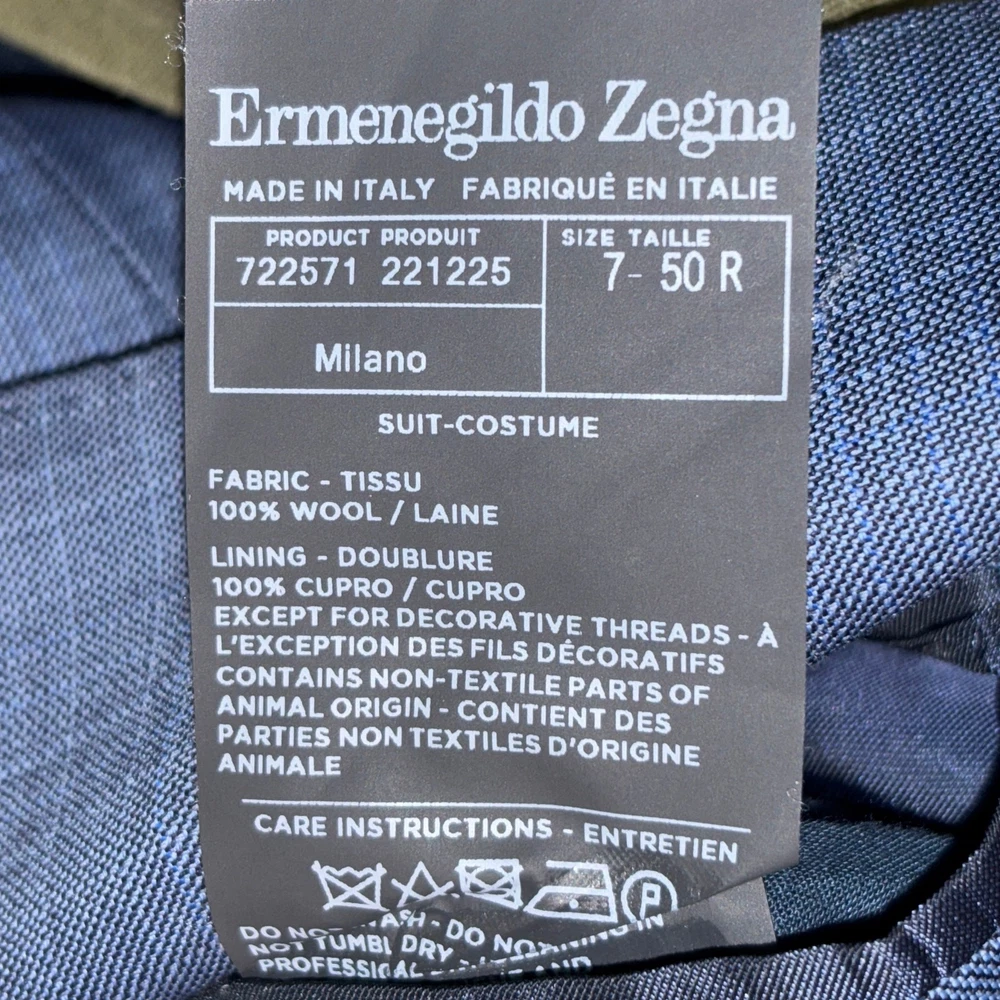 Ermenegildo Zegna
MADE IN ITALY FABRIQUÈ EN ITALIE
PRODUCT PRODUIT
722571 221225
SIZE TAILLE
7- 50 R
Milano
SUIT-COSTUME
FABRIC - TISSU
100% WOOL / LAINE
LINING - DOUBLURE
100% CUPRO / CUPRO
EXCEPT FOR DECORATIVE THREADS - À
L'EXCEPTION DES FILS DÉCORATIFS
CONTAINS NON-TEXTILE PARTS OF
ANIMAL ORIGIN - CONTIENT DES
PARTIES NON TEXTILES D'ORIGINE
ANIMALE
CARE INSTRUCTIONS - ENTRETIEN
P
DO - DO
NOT DRY
PROFESSIONAL